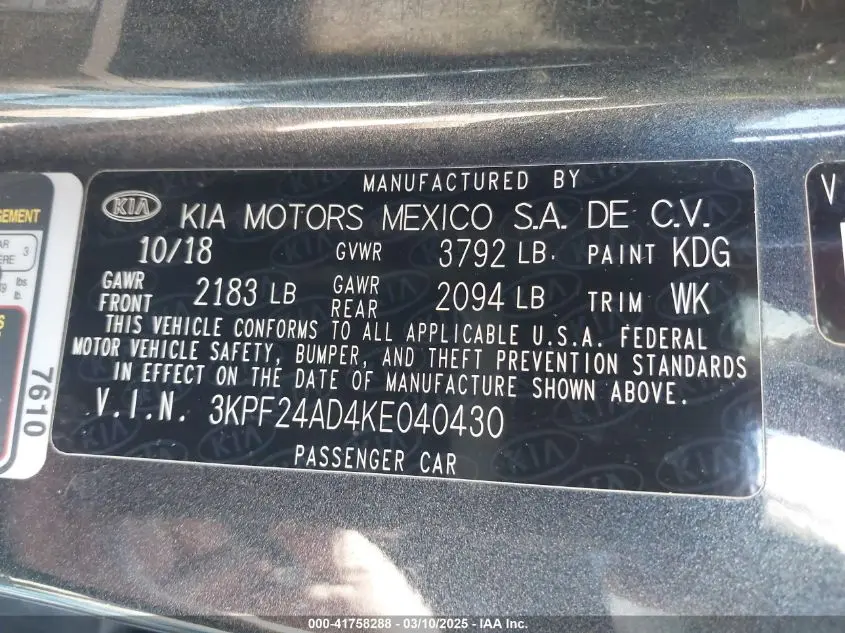 MANUFACTURED BY
KIA KIA MOTORS MEXICO S.A. DE C.V.
10/18 GVWR 3792 LB. PAINT KDG
GAWR FRONT 2183 LB GAWR REAR 2094 LB TRIM WK
THIS VEHICLE CONFORMS TO ALL APPLICABLE U.S.A. FEDERAL
MOTOR VEHICLE SAFETY, BUMPER, AND THEFT PREVENTION STANDARDS
IN EFFECT ON THE DATE OF MANUFACTURE SHOWN ABOVE.
V.I.N. 3KPF24AD4KE040430
PASSENGER CAR
7610
V
000-41758288 - 03/10/2025 - IAA, Inc.